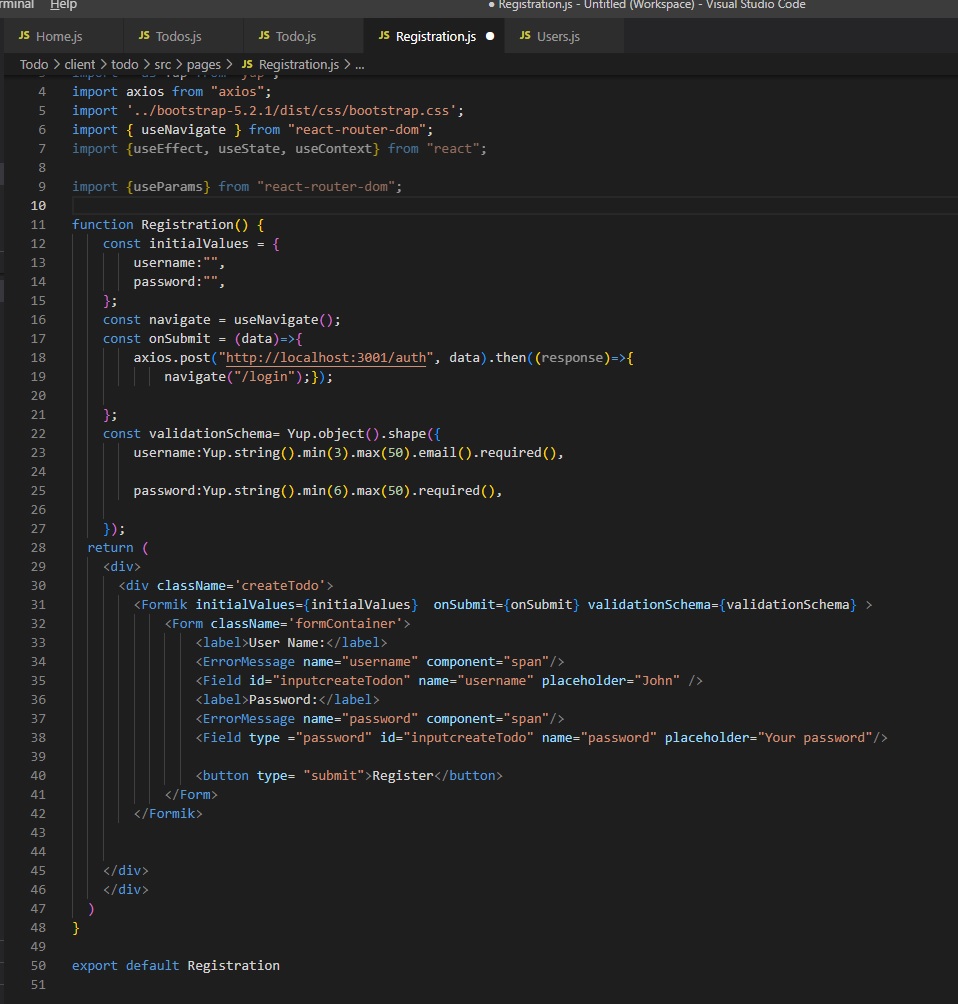 rminal Help
● Registration.js - Untitled (Workspace) - Visual Studio Code
JS Home.js JS Todos.js JS Todo.js JS Registration.js ● JS Users.js
Todo > client > todo > src > pages > JS Registration.js > ...
4 import axios from "axios";
5 import '../bootstrap-5.2.1/dist/css/bootstrap.css';
6 import { useNavigate } from "react-router-dom";
7 import {useEffect, useState, useContext} from "react";
8
9 import {useParams} from "react-router-dom";
10
11 function Registration() {
12 const initialValues = {
13 username:"",
14 password:"",
15 };
16 const navigate = useNavigate();
17 const onSubmit = (data)=>{
18 axios.post("http://localhost:3001/auth", data).then((response)=>{
19 navigate("/login");});
20
21 };
22 const validationSchema= Yup.object().shape({
23 username:Yup.string().min(3).max(50).email().required(),
24
25 password:Yup.string().min(6).max(50).required(),
26
27 });
28 return (
29 <div>
30 <div className='createTodo'>
31 <Formik initialValues={initialValues}  onSubmit={onSubmit} validationSchema={validationSchema} >
32 <Form className='formContainer'>
33 <label>User Name:</label>
34 <ErrorMessage name="username" component="span"/>
35 <Field id="inputcreateTodon" name="username" placeholder="John" />
36 <label>Password:</label>
37 <ErrorMessage name="password" component="span"/>
38 <Field type ="password" id="inputcreateTodo" name="password" placeholder="Your password"/>
39
40 <button type= "submit">Register</button>
41 </Form>
42 </Formik>
43
44
45 </div>
46 </div>
47 )
48 }
49
50 export default Registration
51